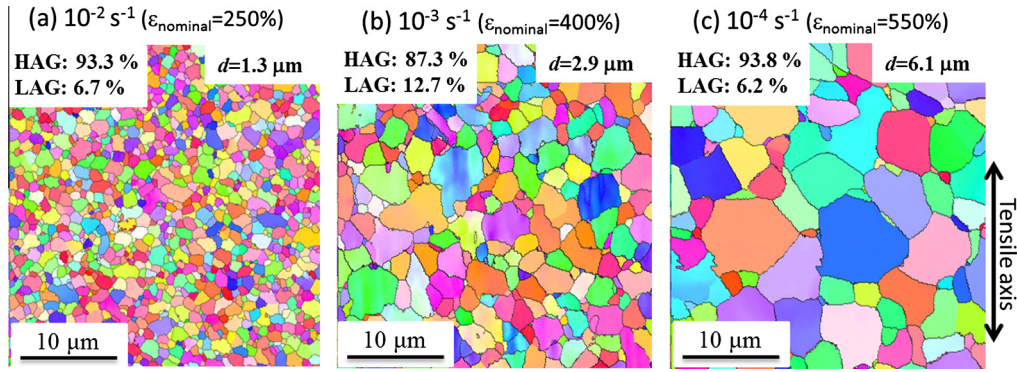 (a) 10⁻² s⁻¹ (εnominal=250%)
HAG: 93.3 %
LAG: 6.7 %
d=1.3 μm
10 μm
(b) 10⁻³ s⁻¹ (εnominal=400%)
HAG: 87.3 %
LAG: 12.7 %
d=2.9 μm
10 μm
(c) 10⁻⁴ s⁻¹ (εnominal=550%)
HAG: 93.8 %
LAG: 6.2 %
d=6.1 μm
10 μm
Tensile axis